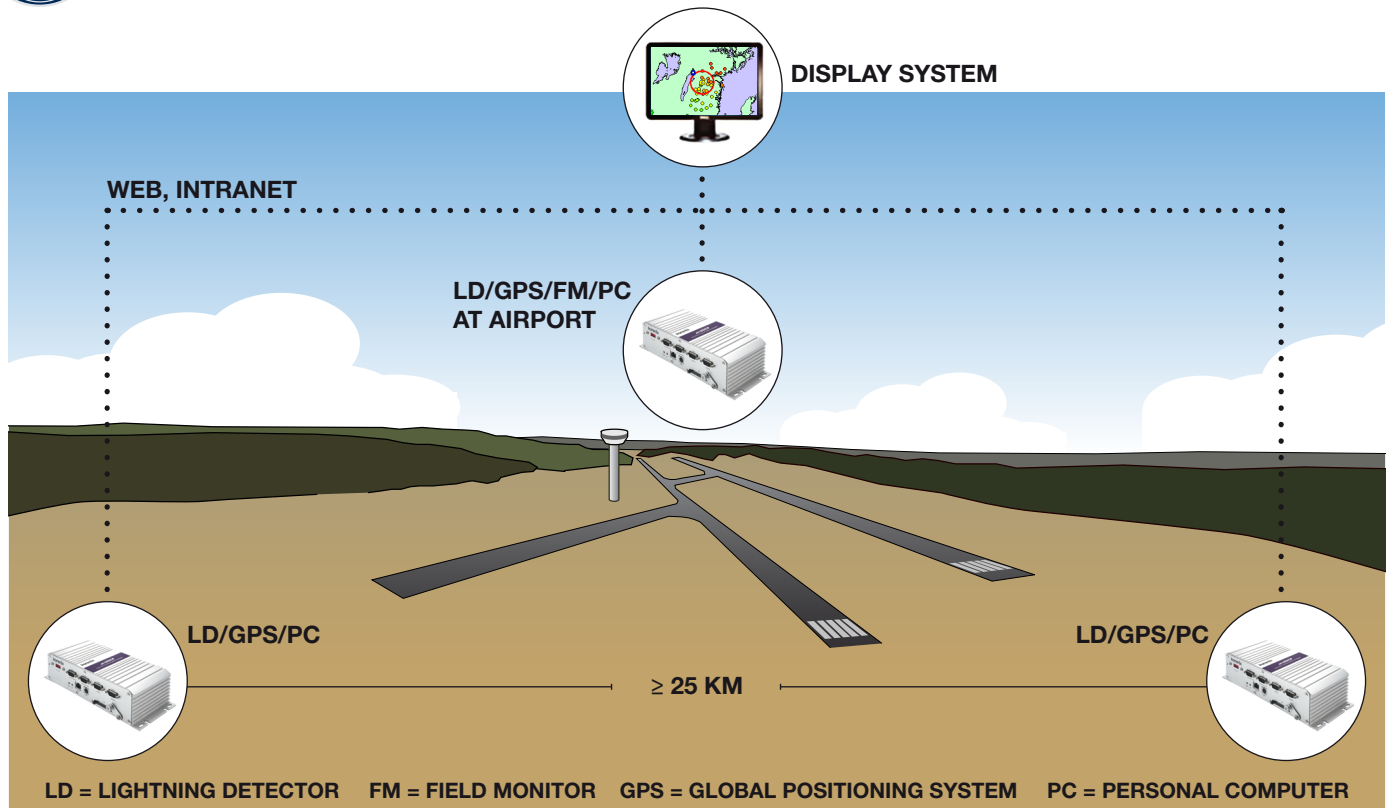 DISPLAY SYSTEM
WEB, INTRANET
LD/GPS/FM/PC
AT AIRPORT
LD/GPS/PC
LD/GPS/PC
≥ 25 KM
LD = LIGHTNING DETECTOR FM = FIELD MONITOR GPS = GLOBAL POSITIONING SYSTEM PC = PERSONAL COMPUTER